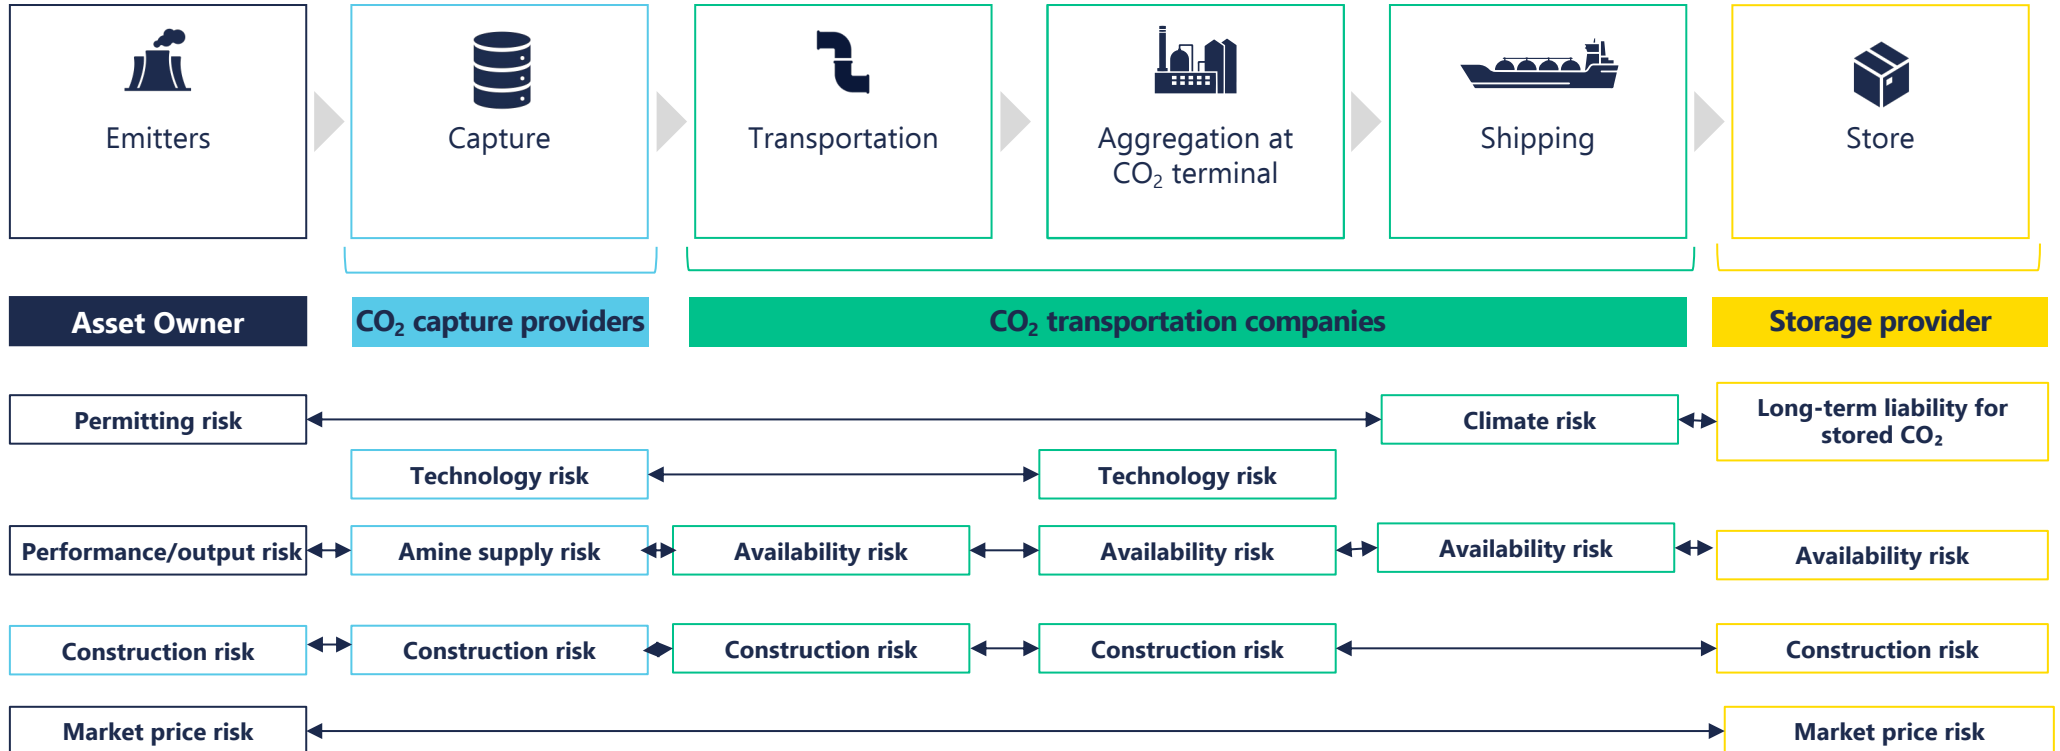 Emitters
Capture
Transportation
Aggregation at
CO₂ terminal
Shipping
Store
Asset Owner
CO₂ capture providers
CO₂ transportation companies
Storage provider
Permitting risk
Climate risk
Long-term liability for
stored CO₂
Technology risk
Technology risk
Performance/output risk
Amine supply risk
Availability risk
Availability risk
Availability risk
Availability risk
Construction risk
Construction risk
Construction risk
Construction risk
Construction risk
Market price risk
Market price risk